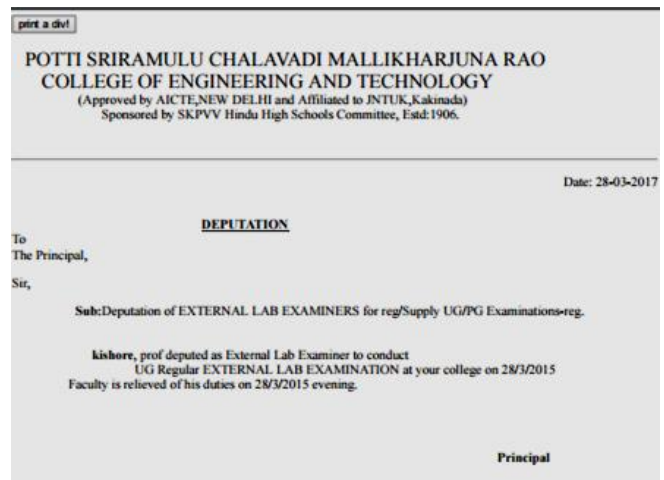 print a div!
POTTI SRIRAMULU CHALAVADI MALLIKHARJUNA RAO
COLLEGE OF ENGINEERING AND TECHNOLOGY
(Approved by AICTE,NEW DELHI and Affiliated to JNTUK,Kakinada)
Sponsored by SKPVV Hindu High Schools Committee, Estd:1906.
Date: 28-03-2017
DEPUTATION
To
The Principal,
Sir,
Sub:Deputation of EXTERNAL LAB EXAMINERS for reg/Supply UG/PG Examinations-reg.
kishore, prof deputed as External Lab Examiner to conduct
UG Regular EXTERNAL LAB EXAMINATION at your college on 28/3/2015
Faculty is relieved of his duties on 28/3/2015 evening.
Principal